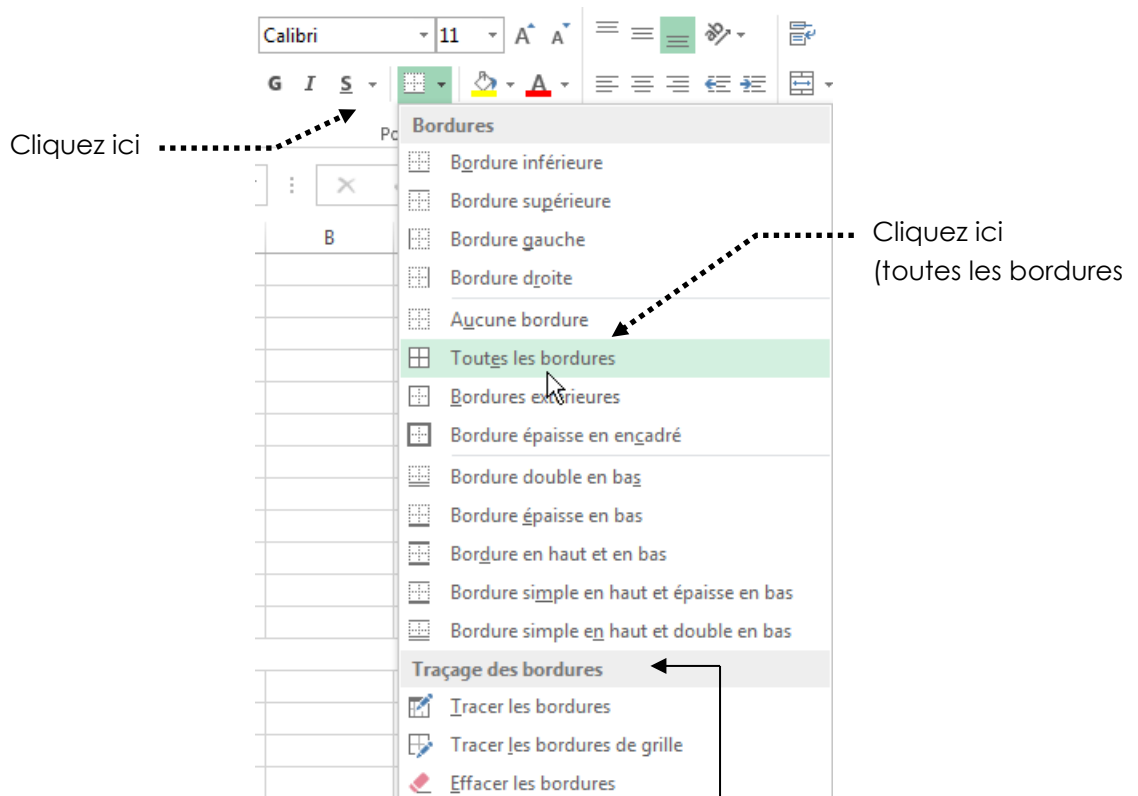 Calibri 11 A A
G I S A
Cliquez ici
Po
Bordures
Bordure inférieure
Bordure supérieure
B
Bordure gauche
Cliquez ici
(toutes les bordures
Bordure droite
Aucune bordure
Toutes les bordures
Bordures extérieures
Bordure épaisse en encadré
Bordure double en bas
Bordure épaisse en bas
Bordure en haut et en bas
Bordure simple en haut et épaisse en bas
Bordure simple en haut et double en bas
Traçage des bordures
Tracer les bordures
Tracer les bordures de grille
Effacer les bordures